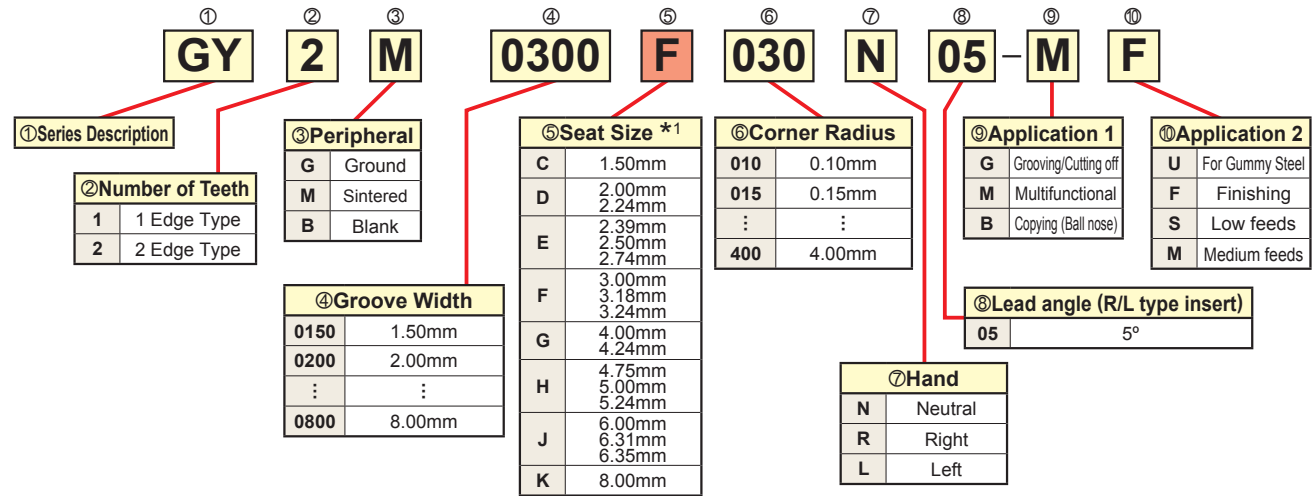 ① ② ③ ④ ⑤ ⑥ ⑦ ⑧ ⑨ ⑩
GY 2 M 0300 F 030 N 05 – M F
①Series Description
②Number of Teeth
1 1 Edge Type
2 2 Edge Type
③Peripheral
G Ground
M Sintered
B Blank
④Groove Width
0150 1.50mm
0200 2.00mm
⋮ ⋮
0800 8.00mm
⑤Seat Size *1
C 1.50mm
D 2.00mm
2.24mm
E 2.39mm
2.50mm
2.74mm
F 3.00mm
3.18mm
3.24mm
G 4.00mm
4.24mm
H 4.75mm
5.00mm
5.24mm
J 6.00mm
6.31mm
6.35mm
K 8.00mm
⑥Corner Radius
010 0.10mm
015 0.15mm
⋮ ⋮
400 4.00mm
⑦Hand
N Neutral
R Right
L Left
⑧Lead angle (R/L type insert)
05 5º
⑨Application 1
G Grooving/Cutting off
M Multifunctional
B Copying (Ball nose)
⑩Application 2
U For Gummy Steel
F Finishing
S Low feeds
M Medium feeds